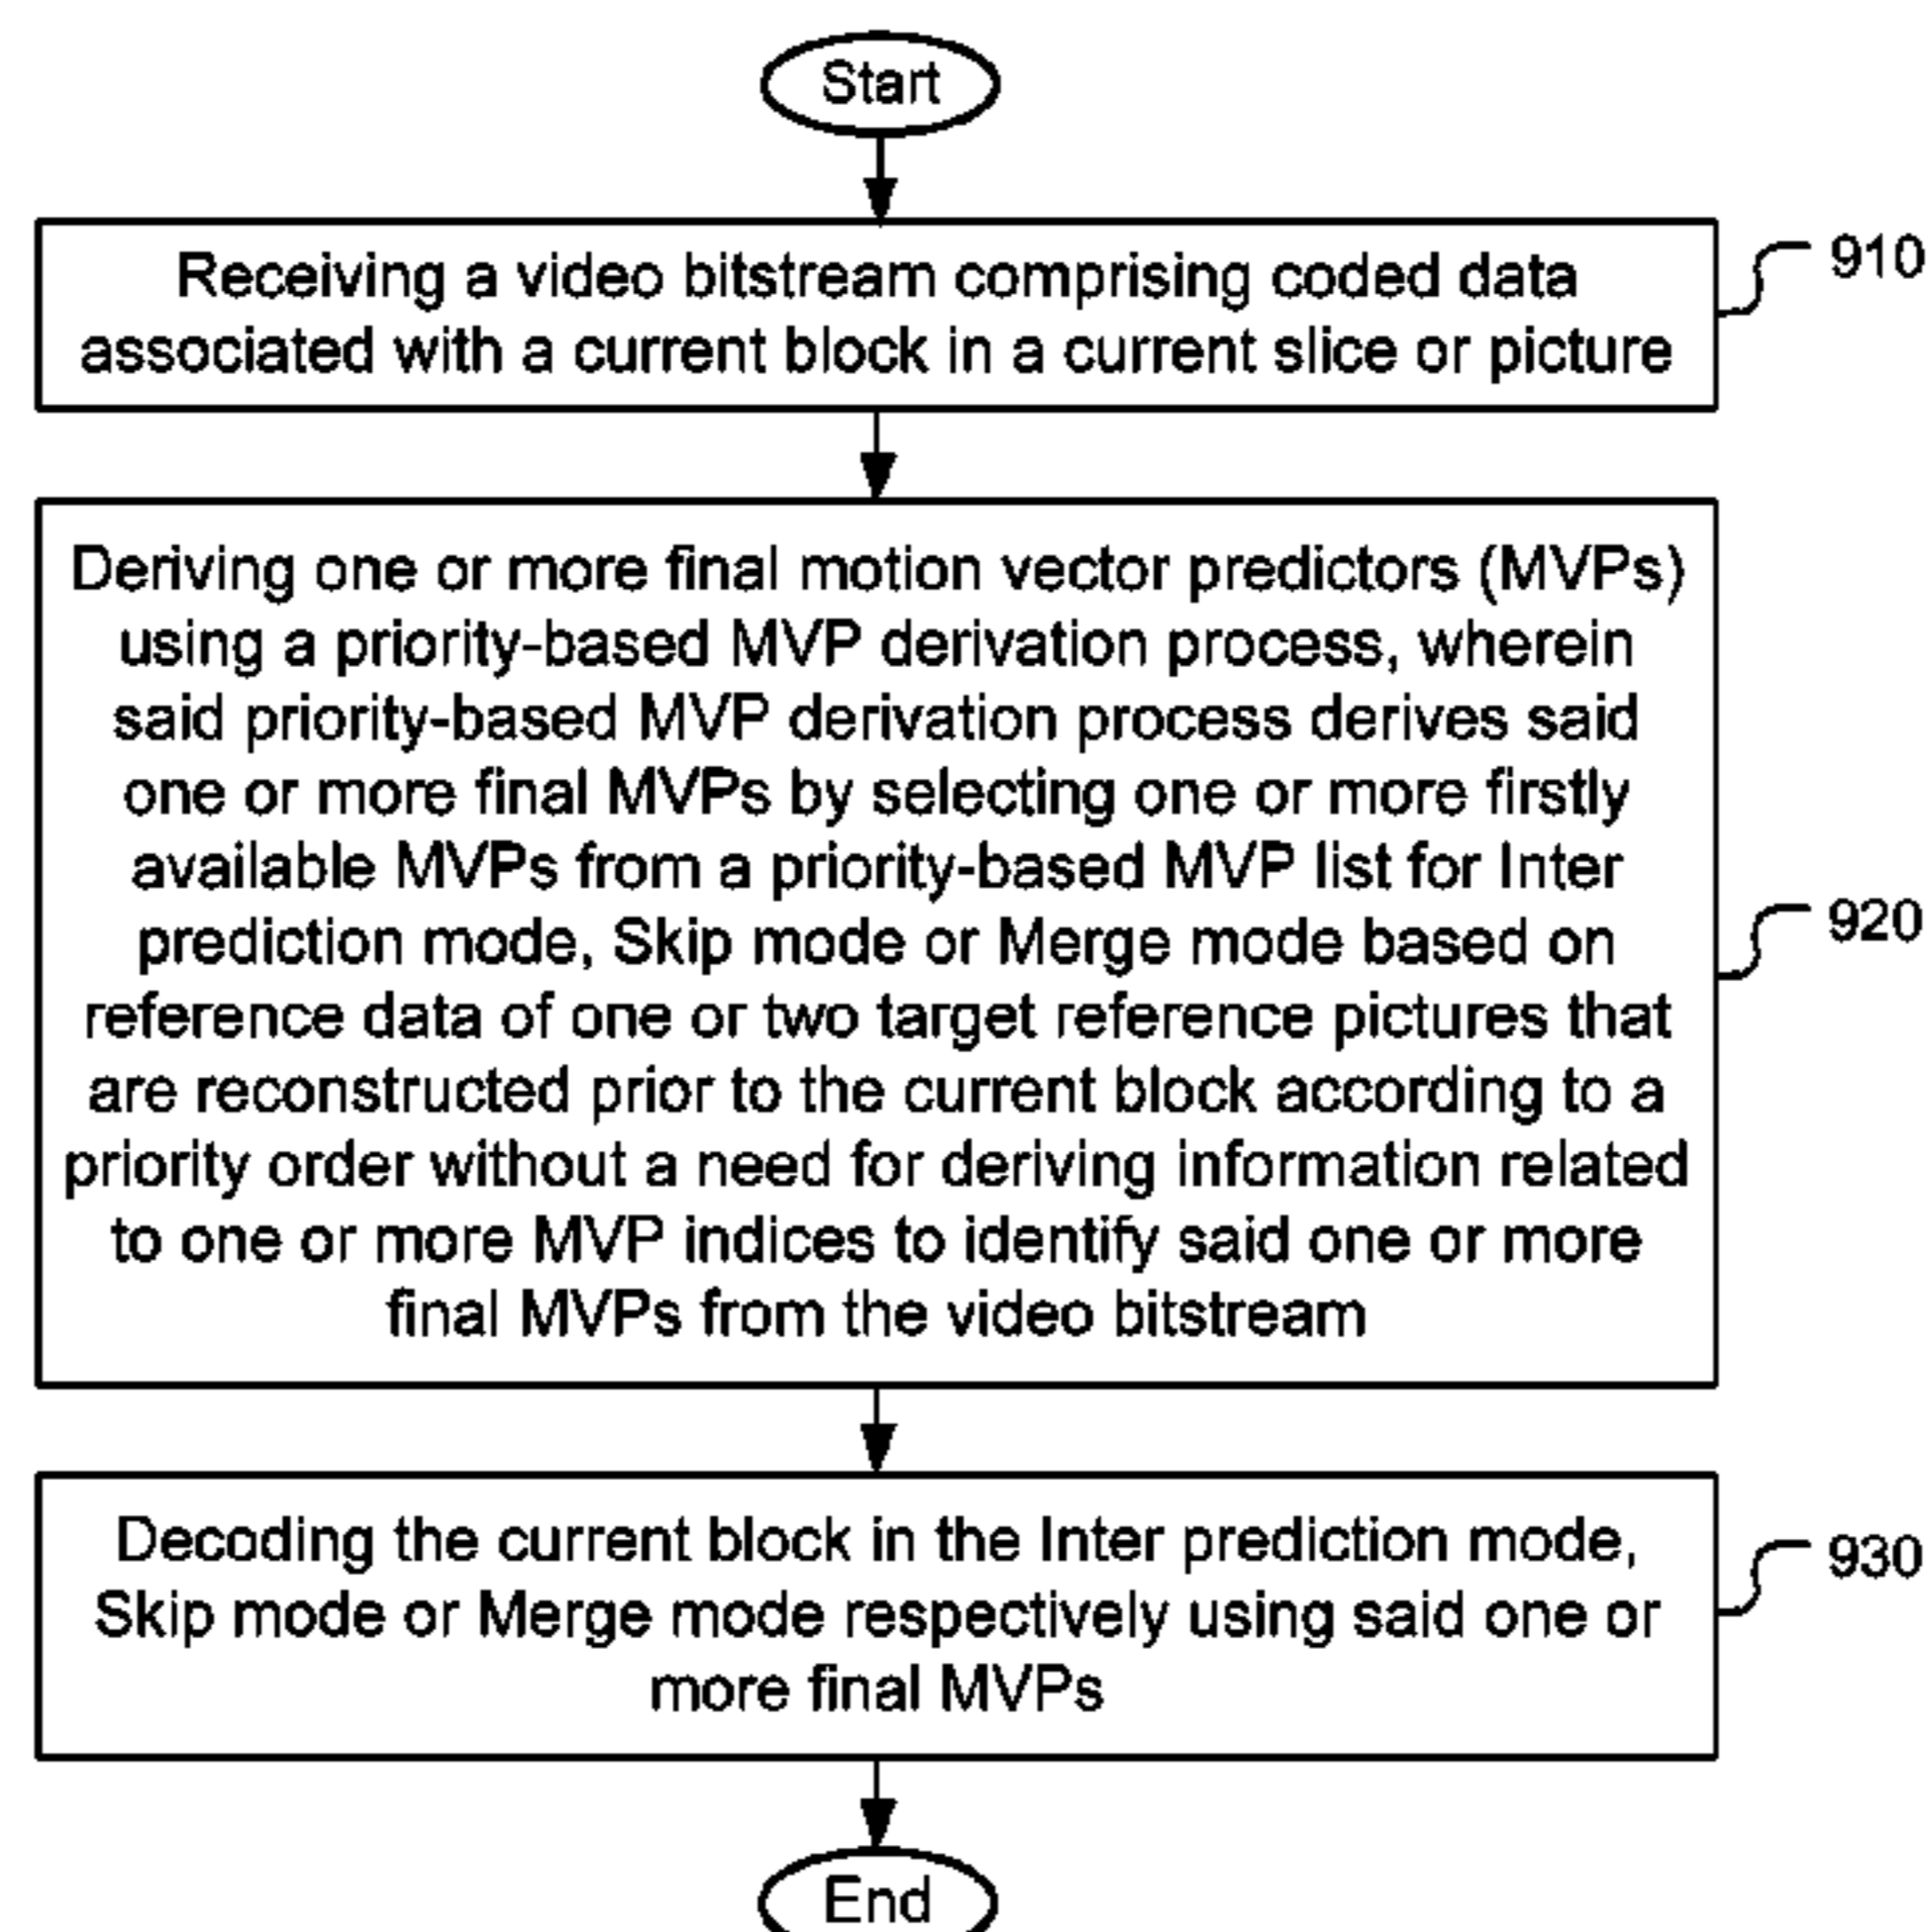 Start
Receiving a video bitstream comprising coded data
associated with a current block in a current slice or picture
910
Deriving one or more final motion vector predictors (MVPs)
using a priority-based MVP derivation process, wherein
said priority-based MVP derivation process derives said
one or more final MVPs by selecting one or more firstly
available MVPs from a priority-based MVP list for Inter
prediction mode, Skip mode or Merge mode based on
reference data of one or two target reference pictures that
are reconstructed prior to the current block according to a
priority order without a need for deriving information related
to one or more MVP indices to identify said one or more
final MVPs from the video bitstream
920
Decoding the current block in the Inter prediction mode,
Skip mode or Merge mode respectively using said one or
more final MVPs
930
End